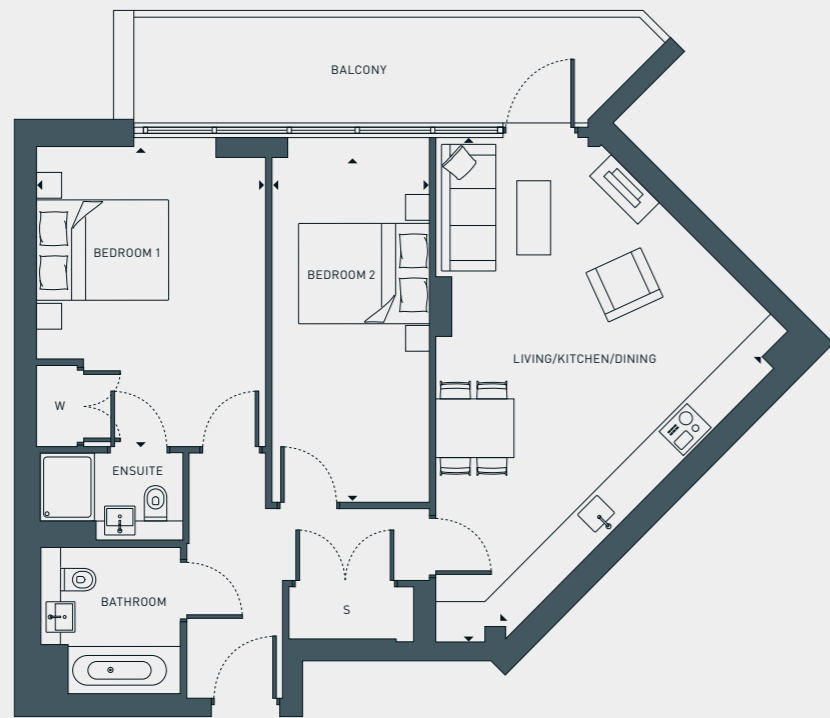 BALCONY
BEDROOM 1
BEDROOM 2
LIVING/KITCHEN/DINING
W
ENSUITE
BATHROOM
S